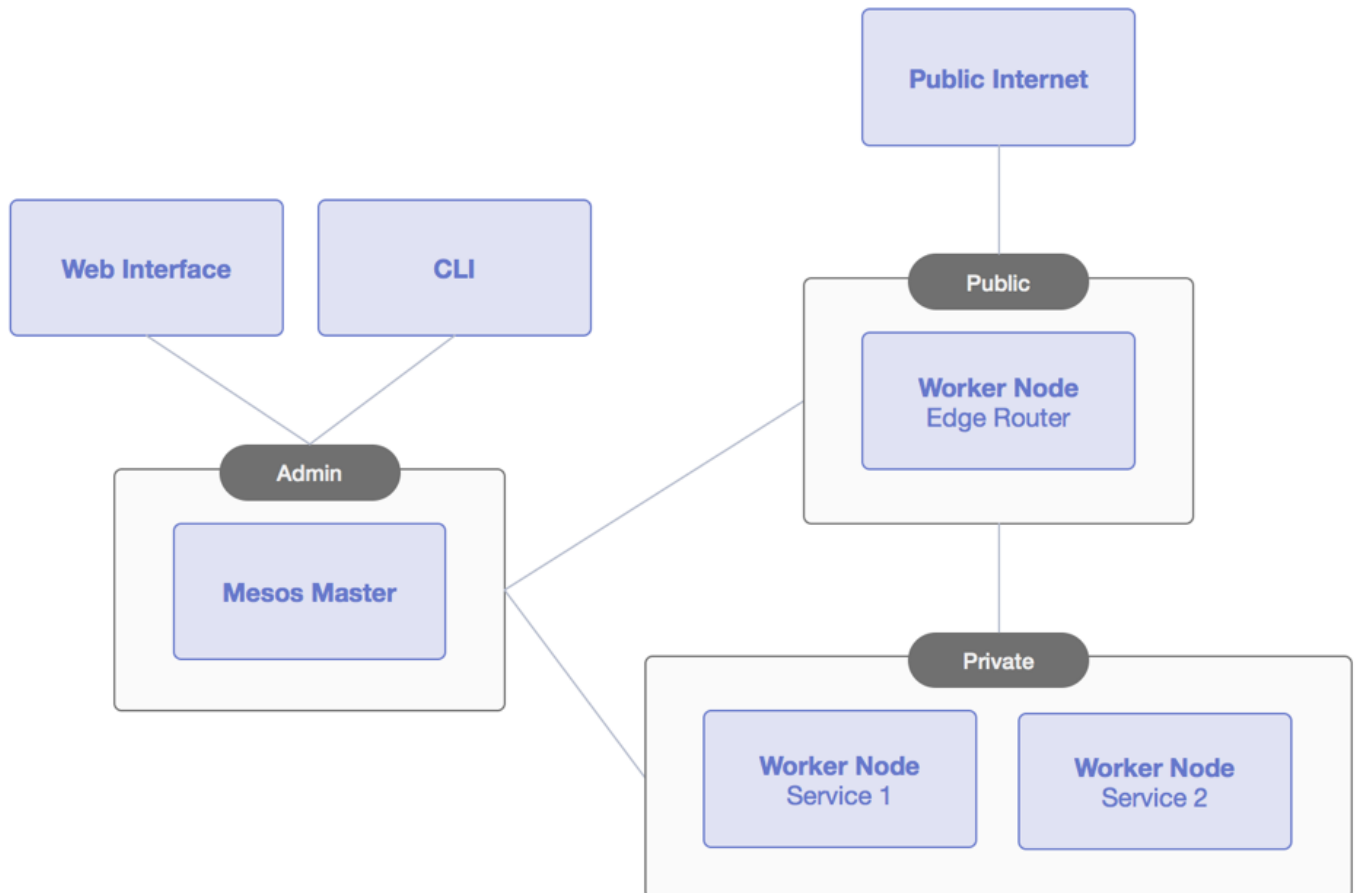 Public Internet
Web Interface
CLI
Public
Worker Node
Edge Router
Admin
Mesos Master
Private
Worker Node
Service 1
Worker Node
Service 2